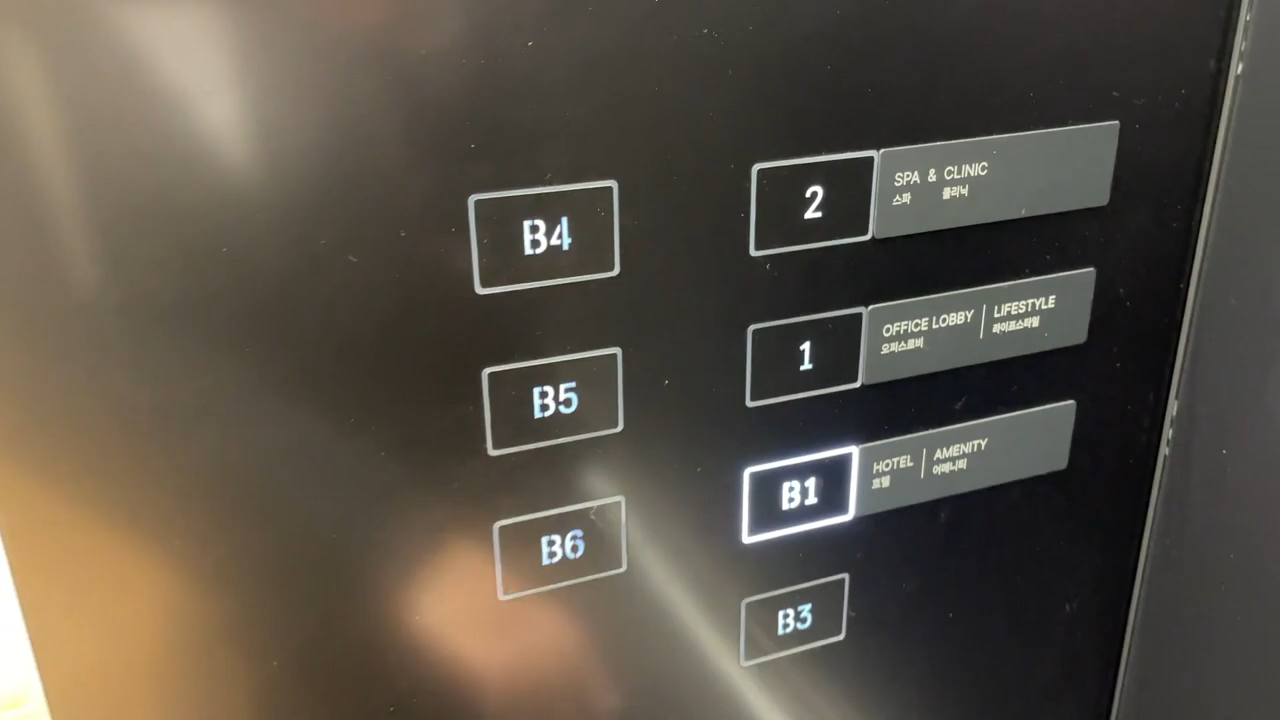 B4
B5
B6
2
SPA & CLINIC
스파 클리닉
1
OFFICE LOBBY | LIFESTYLE
오피스로비 라이프스타일
B1
HOTEL | AMENITY
호텔 어메니티
B3